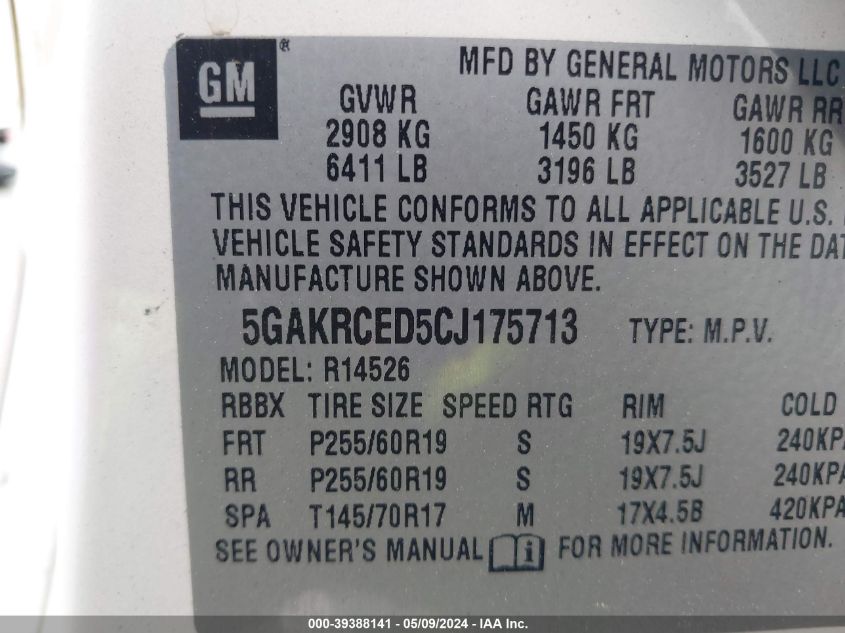 GM®
MFD BY GENERAL MOTORS LLC
GVWR GAWR FRT GAWR RR
2908 KG 1450 KG 1600 KG
6411 LB 3196 LB 3527 LB
THIS VEHICLE CONFORMS TO ALL APPLICABLE U.S.
VEHICLE SAFETY STANDARDS IN EFFECT ON THE DAT
MANUFACTURE SHOWN ABOVE.
5GAKRCED5CJ175713 TYPE: M.P.V.
MODEL: R14526
RBBX TIRE SIZE SPEED RTG RIM COLD
FRT P255/60R19 S 19X7.5J 240KPA
RR P255/60R19 S 19X7.5J 240KPA
SPA T145/70R17 M 17X4.5B 420KPA
SEE OWNER'S MANUAL i FOR MORE INFORMATION.
000-39388141 - 05/09/2024 - IAA Inc.